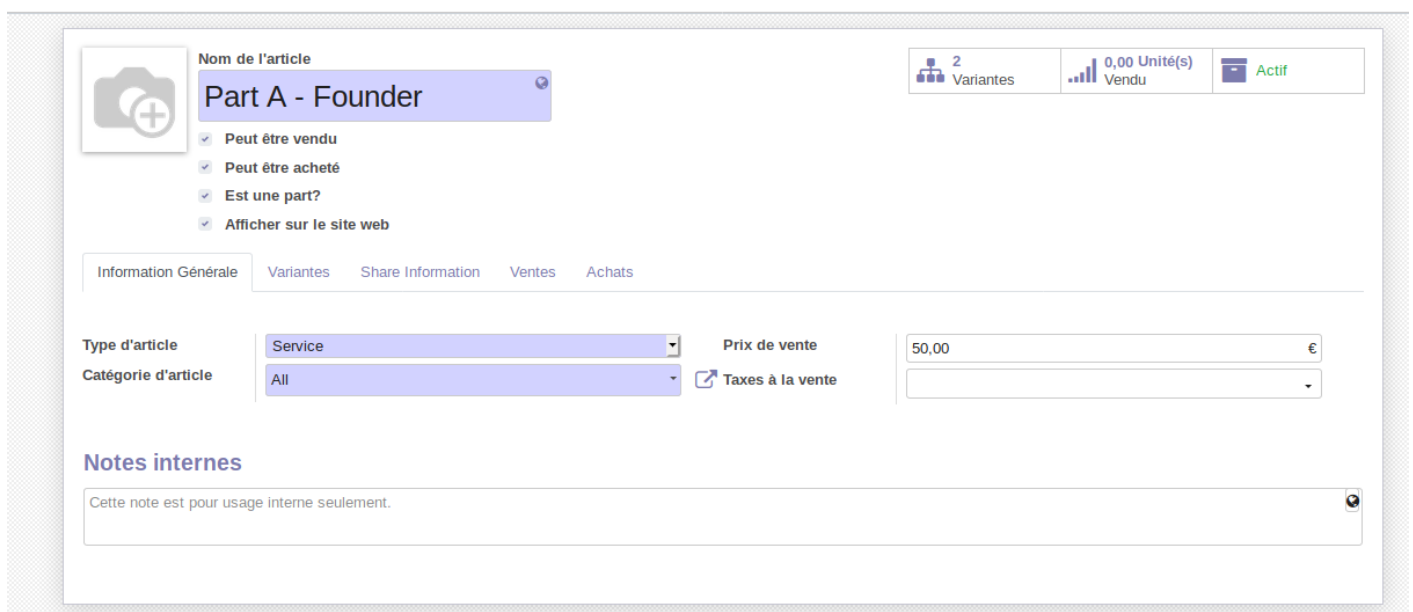 Nom de l'article
Part A - Founder
2
Variantes
0,00 Unité(s)
Vendu
Actif
Peut être vendu
Peut être acheté
Est une part?
Afficher sur le site web
Information Générale Variantes Share Information Ventes Achats
Type d'article Service Prix de vente 50,00 €
Catégorie d'article All Taxes à la vente
Notes internes
Cette note est pour usage interne seulement.